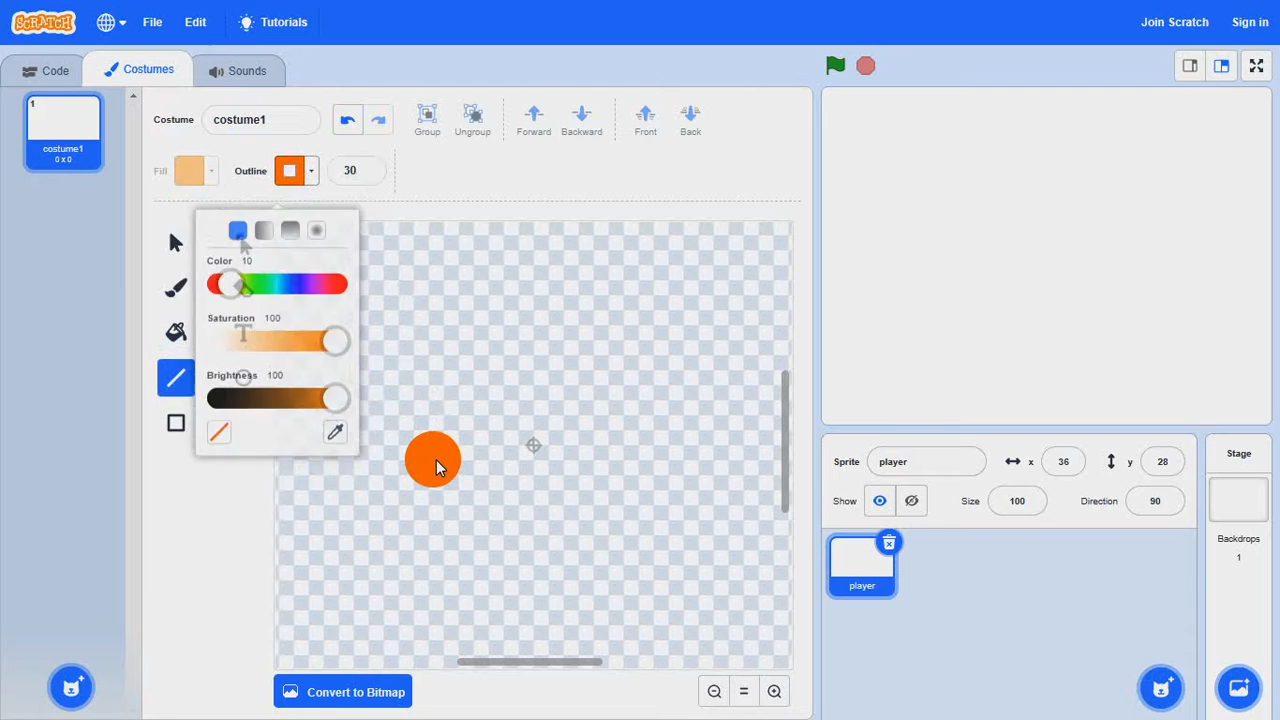 SCRATCH File Edit Tutorials Join Scratch Sign in
Code Costumes Sounds
1
costume1
0 x 0
Costume costume1 Group Ungroup Forward Backward Front Back
Fill Outline 30
Color 10
Saturation 100
T
Brightness 100
Convert to Bitmap
Sprite player x 36 y 28
Show Size 100 Direction 90
player
Stage
Backdrops
1